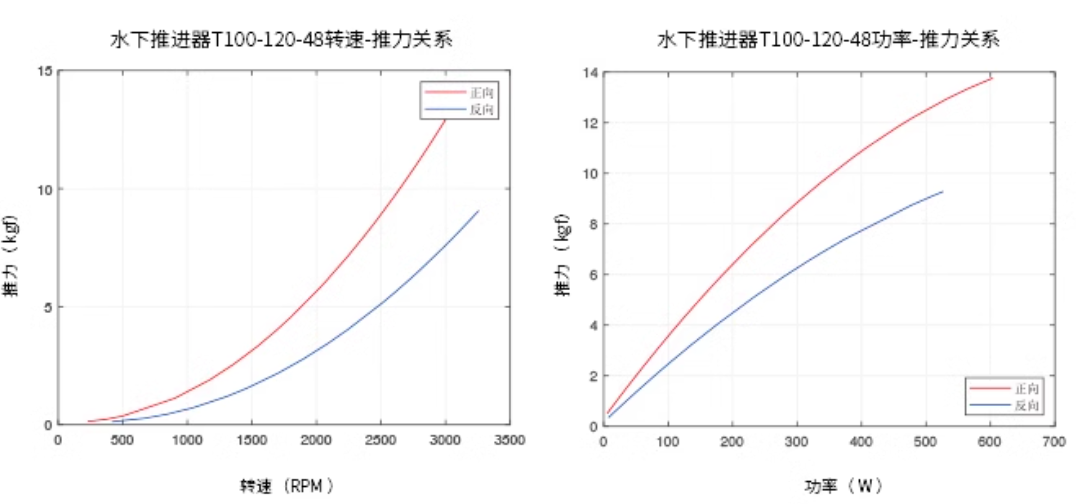 水下推进器T100-120-48转速-推力关系
15
10
5
0
推力（kgf)
正向
反向
0 500 1000 1500 2000 2500 3000 3500
转速（RPM）
水下推进器T100-120-48功率-推力关系
14
12
10
8
6
4
2
0
推力（kgf)
正向
反向
0 100 200 300 400 500 600 700
功率（W）